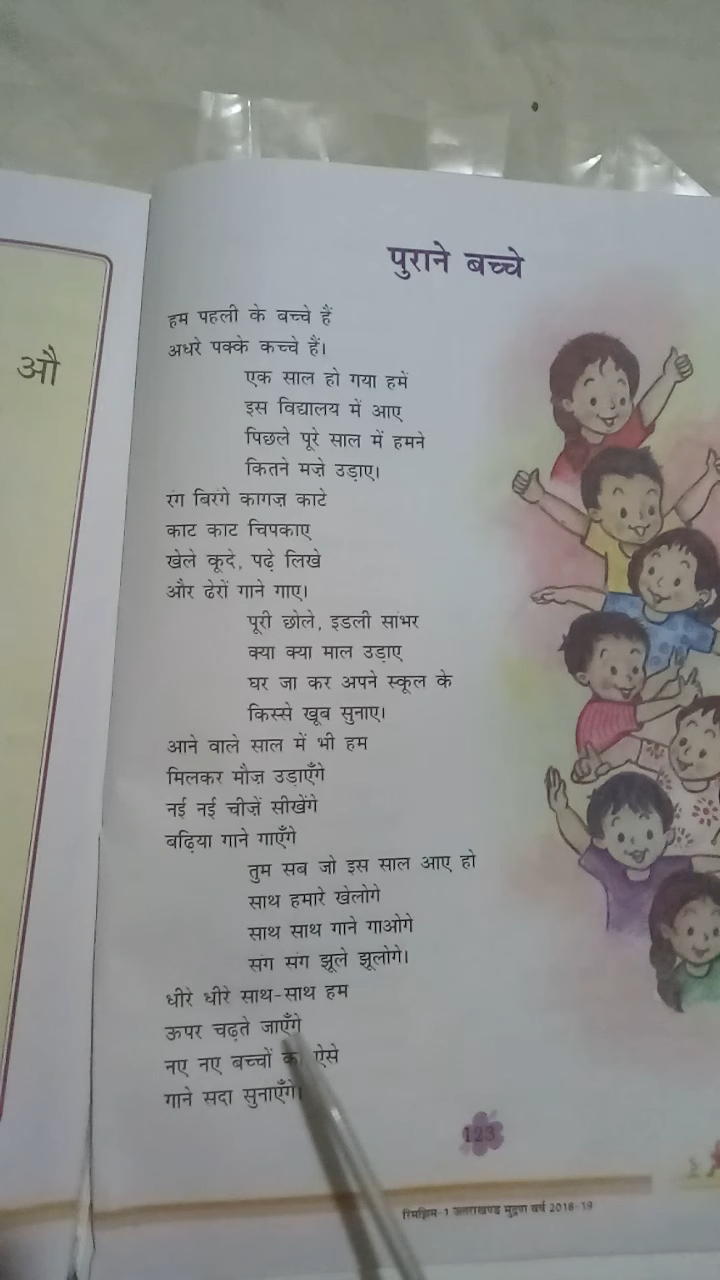 औ
पुराने बच्चे
हम पहली के बच्चे हैं
अधरे पक्के कच्चे हैं।
एक साल हो गया हमें
इस विद्यालय में आए
पिछले पूरे साल में हमने
कितने मज़े उड़ाए।
रंग बिरंगे कागज़ काटे
काट काट चिपकाए
खेले कूदे, पढ़े लिखे
और ढेरों गाने गाए।
पूरी छोले, इडली सांभर
क्या क्या माल उड़ाए
घर जा कर अपने स्कूल के
किस्से खूब सुनाए।
आने वाले साल में भी हम
मिलकर मौज़ उड़ाएँगे
नई नई चीज़ें सीखेंगे
बढ़िया गाने गाएँगे
तुम सब जो इस साल आए हो
साथ हमारे खेलोगे
साथ साथ गाने गाओगे
संग संग झूले झूलोगे।
धीरे धीरे साथ-साथ हम
ऊपर चढ़ते जाएँगे
नए नए बच्चों ऐसे
गाने सदा सुनाएँगे।
123
रिमझिम-1 उत्तराखण्ड मुद्रण वर्ष 2018-19